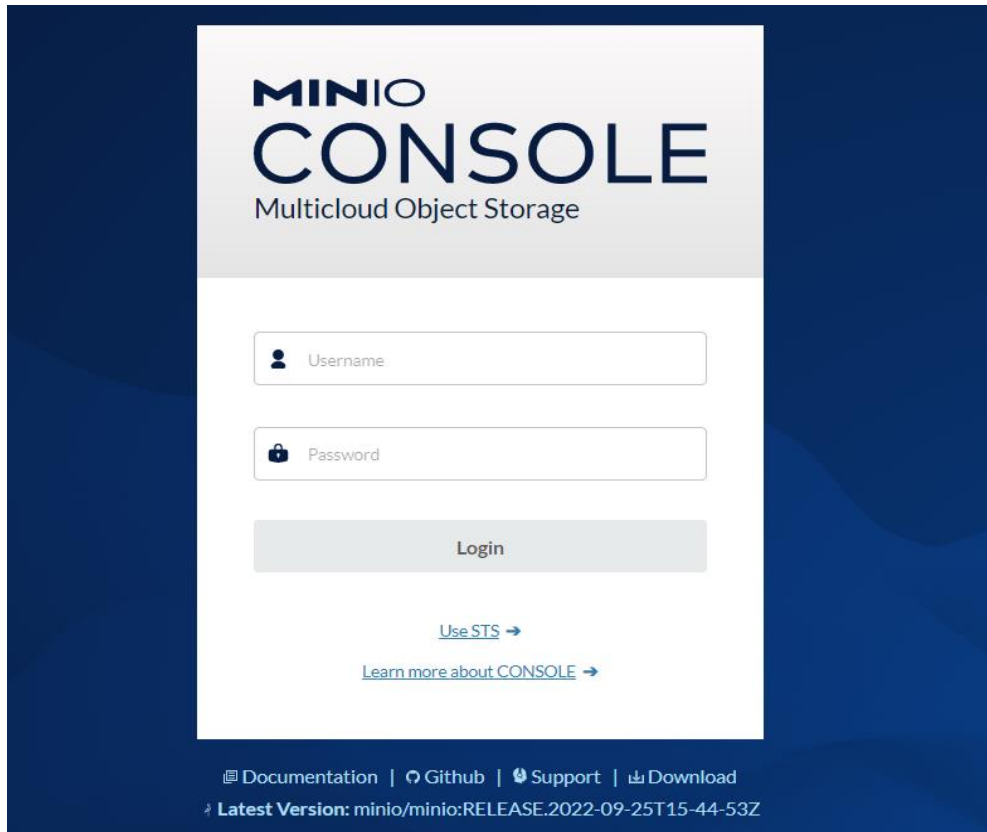 MINIO
CONSOLE
Multicloud Object Storage
Username
Password
Login
Use STS ➔
Learn more about CONSOLE ➔
Documentation | Github | Support | Download
Latest Version: minio/minio:RELEASE.2022-09-25T15-44-53Z